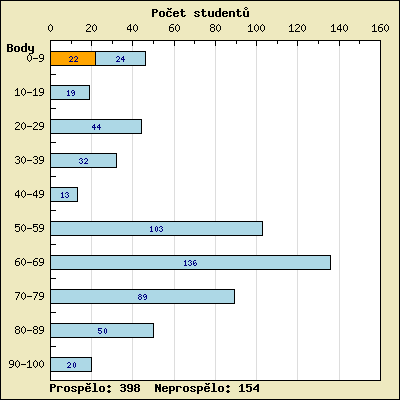 Počet studentů
0 20 40 60 80 100 120 140 160
Body
0-9 22 24
10-19 19
20-29 44
30-39 32
40-49 13
50-59 103
60-69 136
70-79 89
80-89 50
90-100 20
Prospělo: 398 Neprospělo: 154